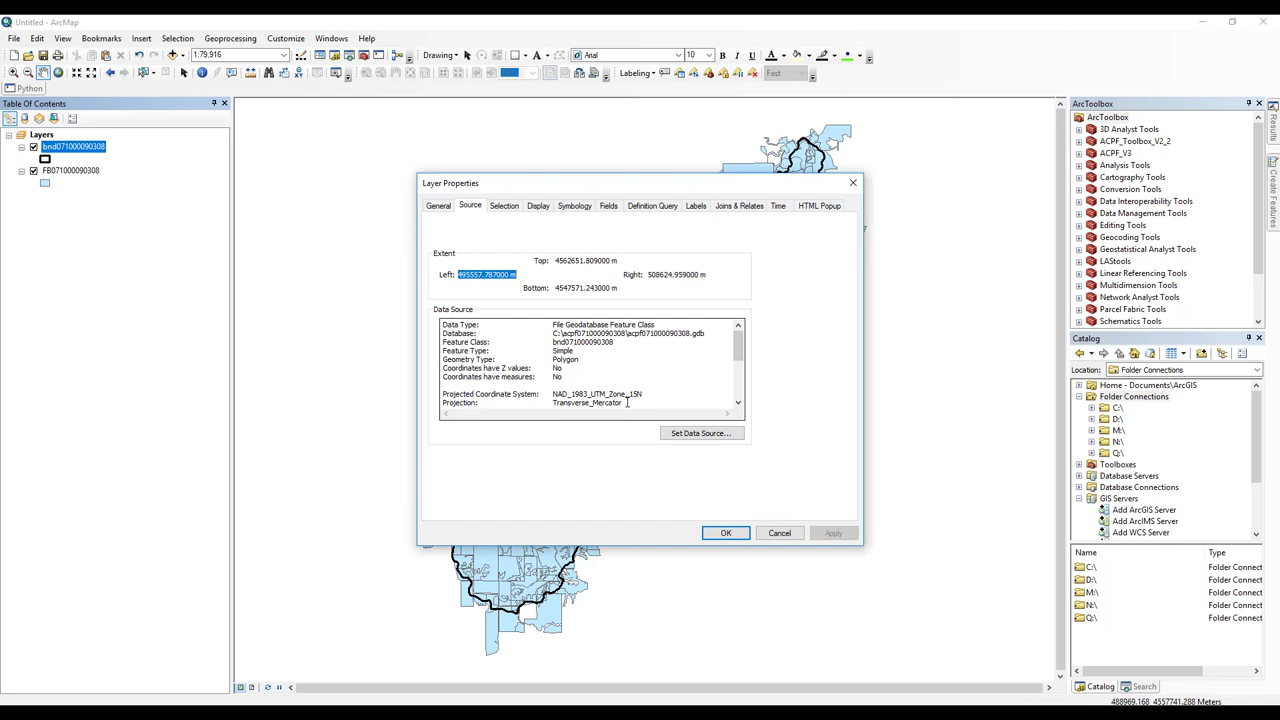 Untitled - ArcMap
File Edit View Bookmarks Insert Selection Geoprocessing Customize Windows Help
1:79,916 Drawing Arial 10 B I U A
Labeling Fast
Python
Table Of Contents
Layers
bnd071000090308
FB071000090308
Layer Properties
General Source Selection Display Symbology Fields Definition Query Labels Joins & Relates Time HTML Popup
Extent
Top: 4562651.809000 m
Left: 495557.787000 m Right: 508624.959000 m
Bottom: 4547571.243000 m
Data Source
Data Type: File Geodatabase Feature Class
Database: C:\acpf071000090308\acpf071000090308.gdb
Feature Class: bnd071000090308
Feature Type: Simple
Geometry Type: Polygon
Coordinates have Z values: No
Coordinates have measures: No
Projected Coordinate System: NAD_1983_UTM_Zone_15N
Projection: Transverse_Mercator
Set Data Source...
OK Cancel Apply
ArcToolbox
ArcToolbox
3D Analyst Tools
ACPF_Toolbox_V2_2
ACPF_V3
Analysis Tools
Cartography Tools
Conversion Tools
Data Interoperability Tools
Data Management Tools
Editing Tools
Geocoding Tools
Geostatistical Analyst Tools
LAStools
Linear Referencing Tools
Multidimension Tools
Network Analyst Tools
Parcel Fabric Tools
Schematics Tools
Results
Create Features
Catalog
Location: Folder Connections
Home - Documents\ArcGIS
Folder Connections
C:\
D:\
M:\
N:\
Q:\
Toolboxes
Database Servers
Database Connections
GIS Servers
Add ArcGIS Server
Add ArcIMS Server
Add WCS Server
Name Type
C:\ Folder Connect
D:\ Folder Connect
M:\ Folder Connect
N:\ Folder Connect
Q:\ Folder Connect
Catalog Search
488969.168 4557741.288 Meters